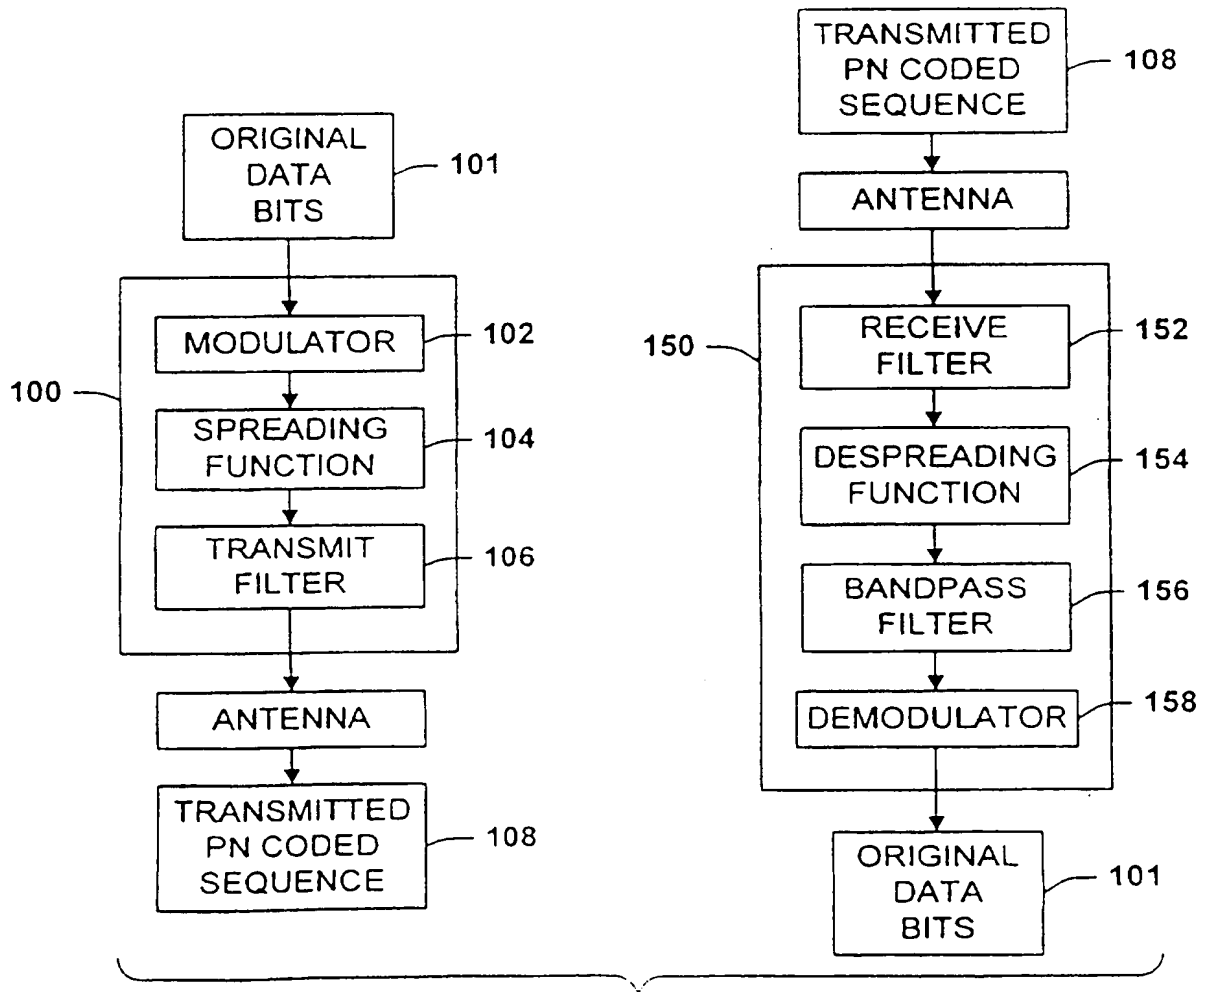 ORIGINAL
DATA
BITS
101
100
MODULATOR
102
SPREADING
FUNCTION
104
TRANSMIT
FILTER
106
ANTENNA
TRANSMITTED
PN CODED
SEQUENCE
108
TRANSMITTED
PN CODED
SEQUENCE
108
ANTENNA
150
RECEIVE
FILTER
152
DESPREADING
FUNCTION
154
BANDPASS
FILTER
156
DEMODULATOR
158
ORIGINAL
DATA
BITS
101